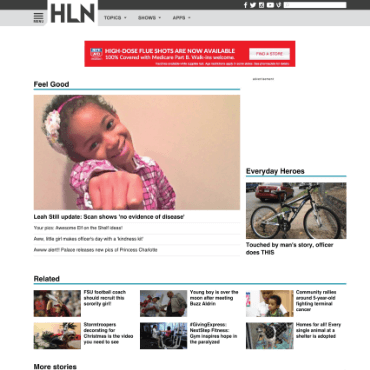 MENU
HLN
TOPICS
SHOWS
APPS
HIGH-DOSE FLU SHOTS ARE NOW AVAILABLE
100% Covered with Medicare Part B. Walk-ins welcome.
FIND A STORE
ADVERTISEMENT
Feel Good
Leah Still update: Scan shows 'no evidence of disease'
Your pics: Awesome Elf on the Shelf ideas!
Aww, little girl makes officer's day with a 'kindness kit'!
Awww alert!! Palace releases new pics of Princess Charlotte
Everyday Heroes
Touched by man's story, officer
does THIS
Related
FSU football coach
should recruit this
sorority girl!
Young boy is over the
moon after meeting
Buzz Aldrin
Community rallies
around 5-year-old
fighting terminal
cancer
Stormtroopers
decorating for
Christmas is the video
you need to see
#GivingExpress:
NextStep Fitness:
Gym inspires hope in
the paralyzed
Homes for all! Every
single animal at a
shelter is adopted
More stories